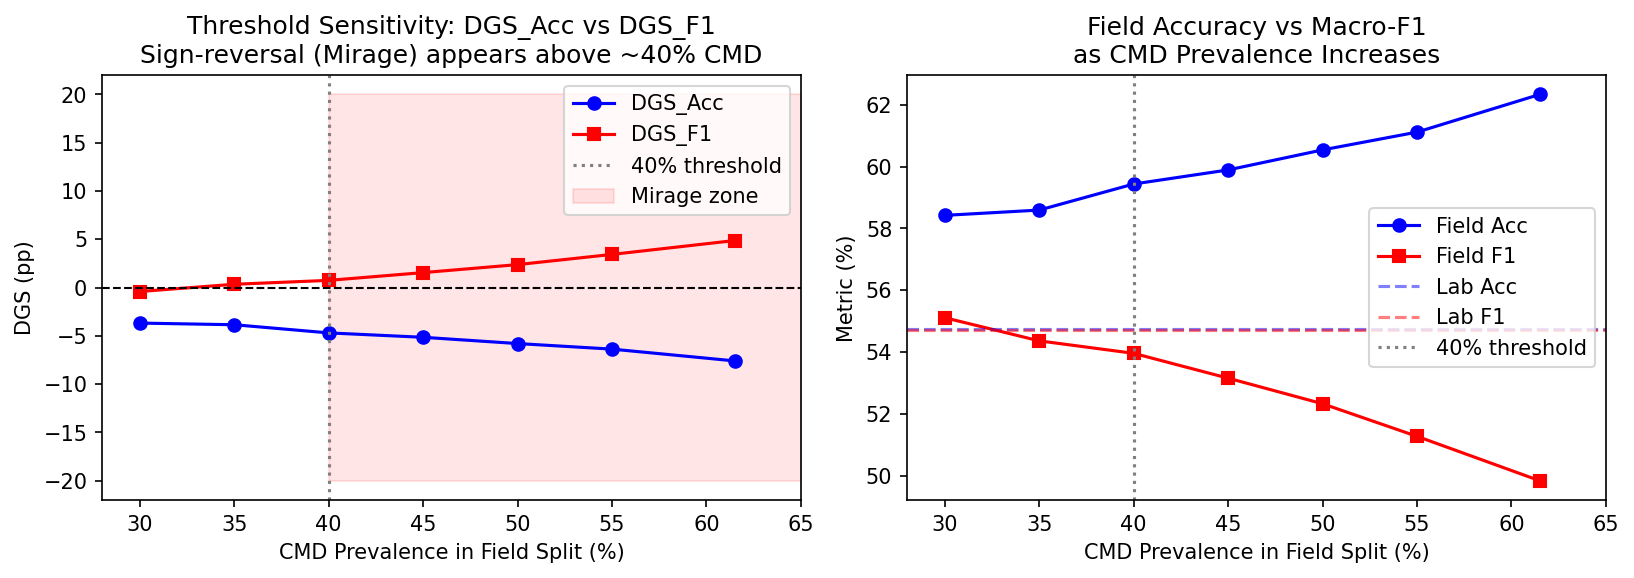 Threshold Sensitivity: DGS_Acc vs DGS_F1
Sign-reversal (Mirage) appears above ~40% CMD
DGS_Acc
DGS_F1
40% threshold
Mirage zone
DGS (pp)
20
15
10
5
0
−5
−10
−15
−20
30 35 40 45 50 55 60 65
CMD Prevalence in Field Split (%)
Field Accuracy vs Macro-F1
as CMD Prevalence Increases
Field Acc
Field F1
Lab Acc
Lab F1
40% threshold
Metric (%)
62
60
58
56
54
52
50
30 35 40 45 50 55 60 65
CMD Prevalence in Field Split (%)